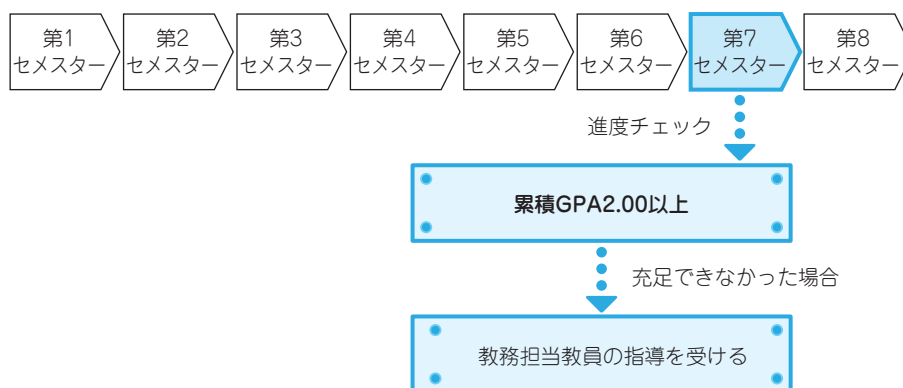 第1
セメスター
第2
セメスター
第3
セメスター
第4
セメスター
第5
セメスター
第6
セメスター
第7
セメスター
第8
セメスター
進度チェック
累積GPA2.00以上
充足できなかった場合
教務担当教員の指導を受ける